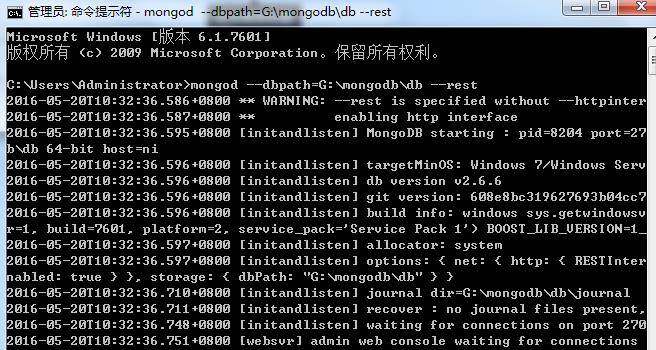 管理员: 命令提示符 - mongod  --dbpath=G:\mongodb\db --rest
Microsoft Windows [版本 6.1.7601]
版权所有 (c) 2009 Microsoft Corporation。保留所有权利。
C:\Users\Administrator>mongod --dbpath=G:\mongodb\db --rest
2016-05-20T10:32:36.586+0800 ** WARNING: --rest is specified without --httpinter
2016-05-20T10:32:36.587+0800 **          enabling http interface
2016-05-20T10:32:36.595+0800 [initandlisten] MongoDB starting : pid=8204 port=27
b\db 64-bit host=ni
2016-05-20T10:32:36.596+0800 [initandlisten] targetMinOS: Windows 7/Windows Serv
2016-05-20T10:32:36.596+0800 [initandlisten] db version v2.6.6
2016-05-20T10:32:36.596+0800 [initandlisten] git version: 608e8bc319627693b04cc7
2016-05-20T10:32:36.596+0800 [initandlisten] build info: windows sys.getwindowsv
r=1, build=7601, platform=2, service_pack='Service Pack 1') BOOST_LIB_VERSION=1_
2016-05-20T10:32:36.597+0800 [initandlisten] allocator: system
2016-05-20T10:32:36.597+0800 [initandlisten] options: { net: { http: { RESTInter
nabled: true } }, storage: { dbPath: "G:\mongodb\db" } }
2016-05-20T10:32:36.710+0800 [initandlisten] journal dir=G:\mongodb\db\journal
2016-05-20T10:32:36.711+0800 [initandlisten] recover : no journal files present,
2016-05-20T10:32:36.748+0800 [initandlisten] waiting for connections on port 270
2016-05-20T10:32:36.751+0800 [websvr] admin web console waiting for connections